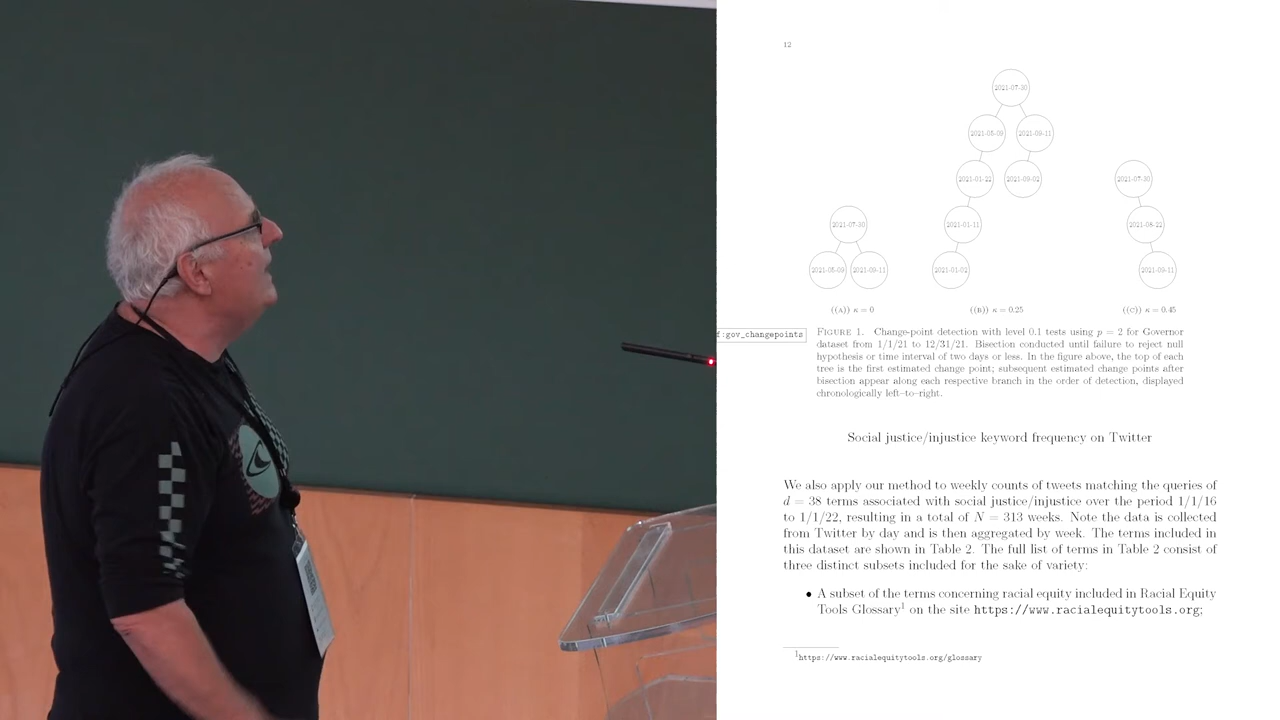 12
2021-07-30
2021-05-09
2021-09-11
2021-01-22
2021-09-02
2021-07-30
2021-07-30
2021-01-11
2021-08-22
2021-05-09
2021-09-11
2021-01-02
2021-09-11
((A)) κ = 0
((B)) κ = 0.25
((C)) κ = 0.45
f:gov_changepoints
FIGURE 1. Change-point detection with level 0.1 tests using p = 2 for Governor
dataset from 1/1/21 to 12/31/21. Bisection conducted until failure to reject null
hypothesis or time interval of two days or less. In the figure above, the top of each
tree is the first estimated change point; subsequent estimated change points after
bisection appear along each respective branch in the order of detection, displayed
chronologically left–to–right.
Social justice/injustice keyword frequency on Twitter
We also apply our method to weekly counts of tweets matching the queries of
d = 38 terms associated with social justice/injustice over the period 1/1/16
to 1/1/22, resulting in a total of N = 313 weeks. Note the data is collected
from Twitter by day and is then aggregated by week. The terms included in
this dataset are shown in Table 2. The full list of terms in Table 2 consist of
three distinct subsets included for the sake of variety:
• A subset of the terms concerning racial equity included in Racial Equity
Tools Glossary¹ on the site https://www.racialequitytools.org;
¹https://www.racialequitytools.org/glossary